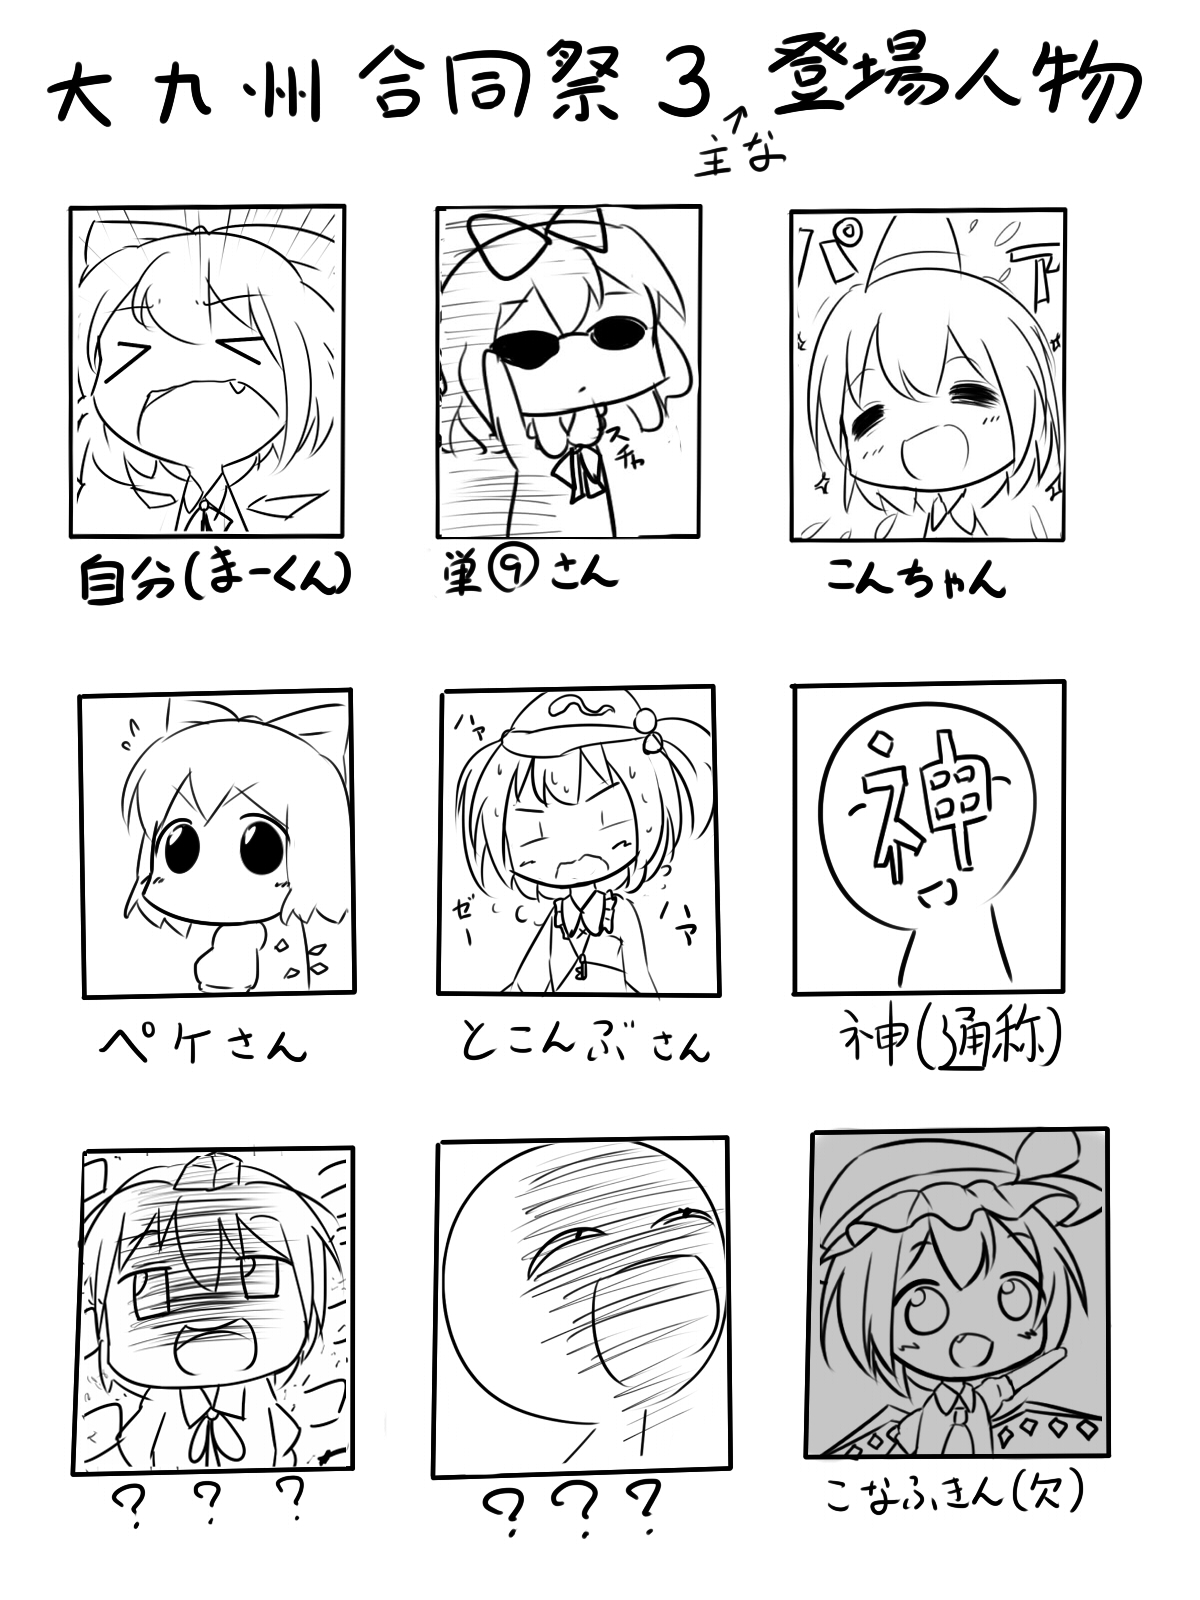 大九州合同祭3 登場人物
↑主な
パァ
スチャ
自分(まーくん)
単⑨さん
こんちゃん
ハァ
ゼー
ハァ
神
ペケさん
とこんぶさん
神(通称)
? ? ?
? ? ?
こなふきん(欠)